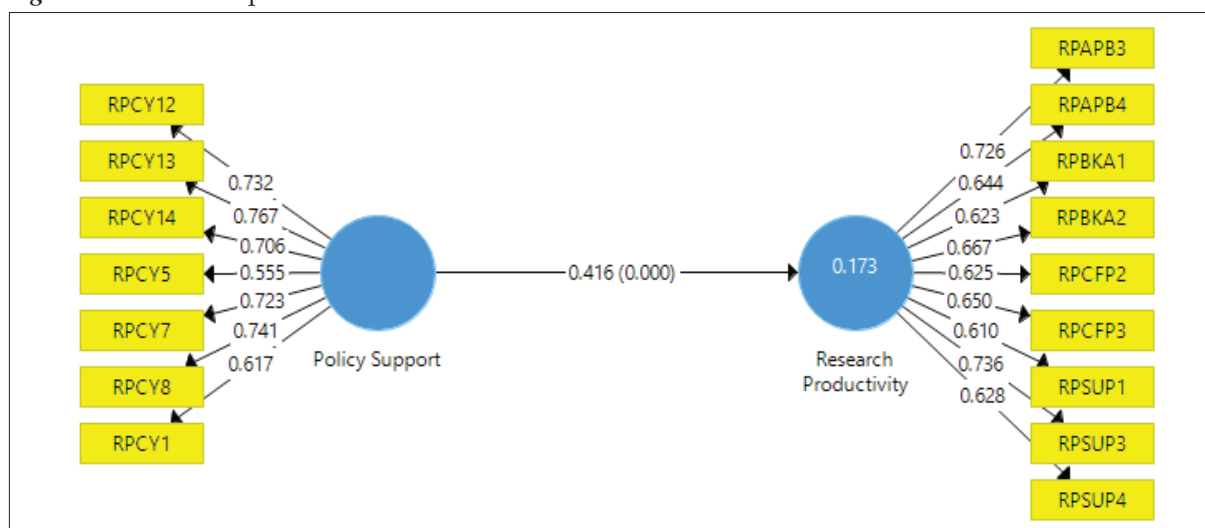 RPCY12
RPCY13
RPCY14
RPCY5
RPCY7
RPCY8
RPCY1
0.732
0.767
0.706
0.555
0.723
0.741
0.617
Policy Support
0.416 (0.000)
0.173
Research
Productivity
0.726
0.644
0.623
0.667
0.625
0.650
0.610
0.736
0.628
RPAPB3
RPAPB4
RPBKA1
RPBKA2
RPCFP2
RPCFP3
RPSUP1
RPSUP3
RPSUP4